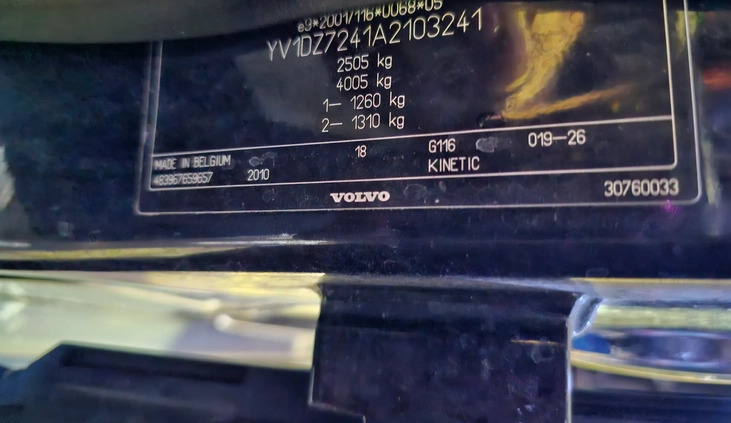 e9*2001/116*0068*05
YV1DZ7241A2103241
2505 kg
4005 kg
1— 1260 kg
2— 1310 kg
18 G116 019—26
MADE IN BELGIUM KINETIC
483967659657 2010
VOLVO 30760033